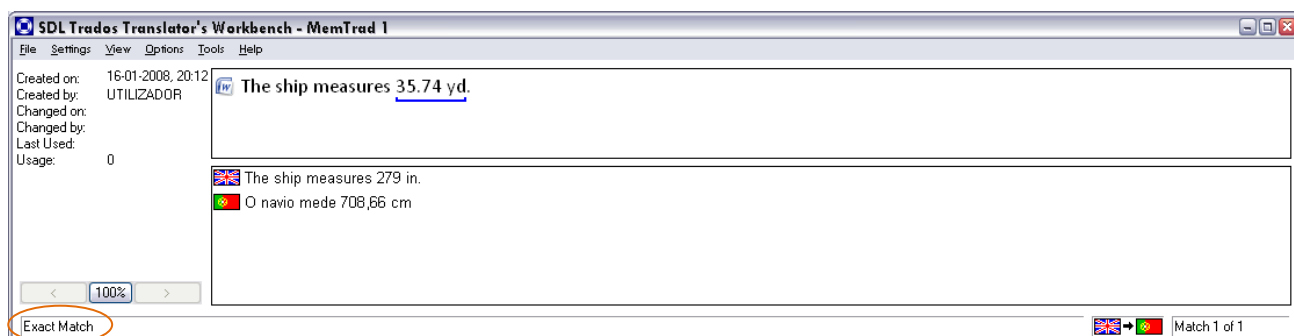 SDL Trados Translator's Workbench - MemTrad 1
File Settings View Options Tools Help
Created on: 16-01-2008, 20:12
Created by: UTILIZADOR
Changed on:
Changed by:
Last Used:
Usage: 0
The ship measures 35.74 yd.
The ship measures 279 in.
O navio mede 708,66 cm
< 100% >
Exact Match
Match 1 of 1